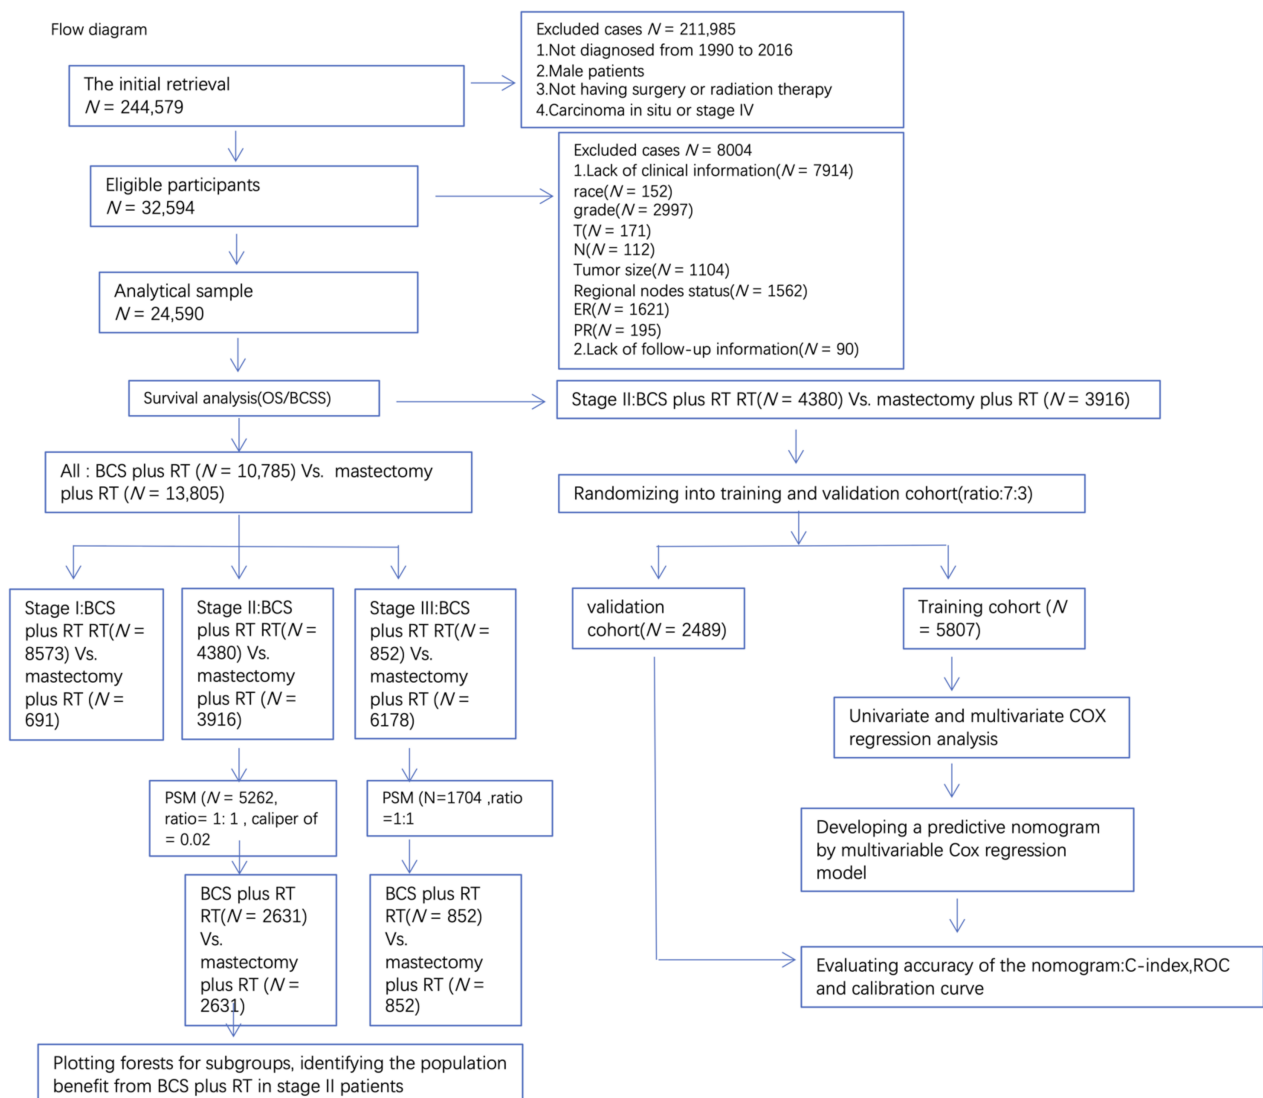 Flow diagram
The initial retrieval
N = 244,579
Excluded cases N = 211,985
1.Not diagnosed from 1990 to 2016
2.Male patients
3.Not having surgery or radiation therapy
4.Carcinoma in situ or stage IV
Eligible participants
N = 32,594
Excluded cases N = 8004
1.Lack of clinical information(N = 7914)
race(N = 152)
grade(N = 2997)
T(N = 171)
N(N = 112)
Tumor size(N = 1104)
Regional nodes status(N = 1562)
ER(N = 1621)
PR(N = 195)
2.Lack of follow-up information(N = 90)
Analytical sample
N = 24,590
Survival analysis(OS/BCSS)
Stage II:BCS plus RT RT(N = 4380) Vs. mastectomy plus RT (N = 3916)
All : BCS plus RT (N = 10,785) Vs. mastectomy
plus RT (N = 13,805)
Randomizing into training and validation cohort(ratio:7:3)
Stage I:BCS
plus RT RT(N =
8573) Vs.
mastectomy
plus RT (N =
691)
Stage II:BCS
plus RT RT(N =
4380) Vs.
mastectomy
plus RT (N =
3916)
Stage III:BCS
plus RT RT(N =
852) Vs.
mastectomy
plus RT (N =
6178)
validation
cohort(N = 2489)
Training cohort (N
= 5807)
Univariate and multivariate COX
regression analysis
PSM (N = 5262,
ratio= 1: 1 , caliper of
= 0.02
PSM (N=1704 ,ratio
=1:1
Developing a predictive nomogram
by multivariable Cox regression
model
BCS plus RT
RT(N = 2631)
Vs.
mastectomy
plus RT (N =
2631)
BCS plus RT
RT(N = 852)
Vs.
mastectomy
plus RT (N =
852)
Evaluating accuracy of the nomogram:C-index,ROC
and calibration curve
Plotting forests for subgroups, identifying the population
benefit from BCS plus RT in stage II patients